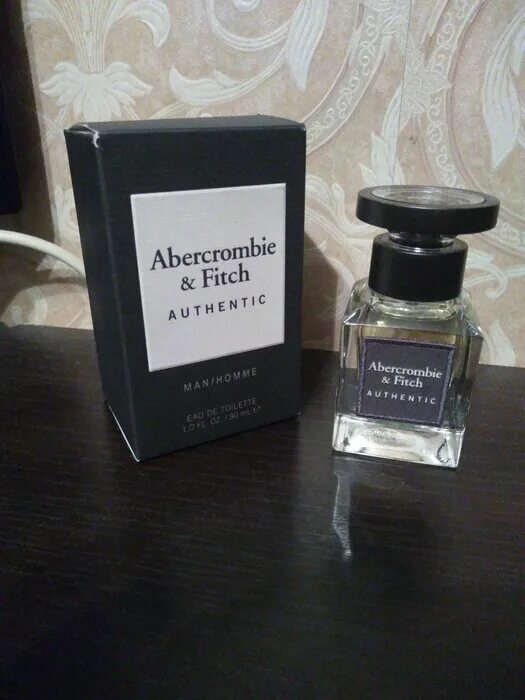 Abercrombie
& Fitch
AUTHENTIC
MAN/HOMME
EAU DE TOILETTE
1.0 FL. OZ. / 30 mL ℮
Abercrombie
& Fitch
AUTHENTIC